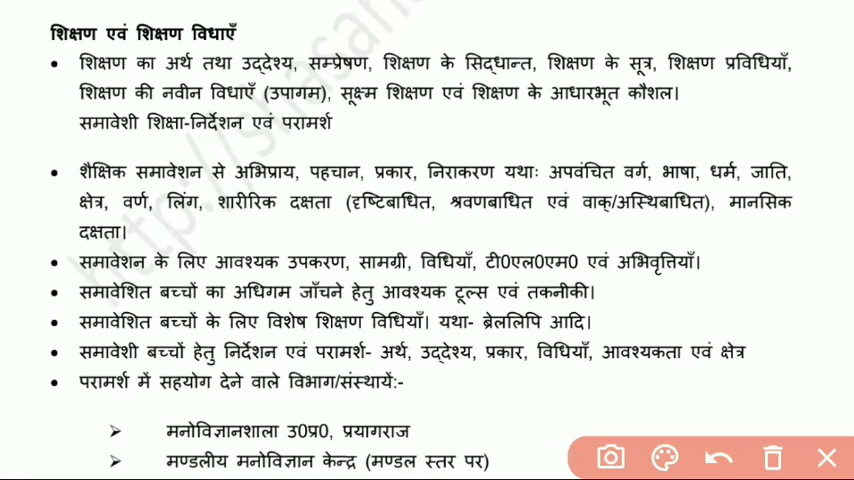 शिक्षण एवं शिक्षण विधाएँ
• शिक्षण का अर्थ तथा उद्देश्य, सम्प्रेषण, शिक्षण के सिद्धान्त, शिक्षण के सूत्र, शिक्षण प्रविधियाँ,
शिक्षण की नवीन विधाएँ (उपागम), सूक्ष्म शिक्षण एवं शिक्षण के आधारभूत कौशल।
समावेशी शिक्षा-निर्देशन एवं परामर्श
• शैक्षिक समावेशन से अभिप्राय, पहचान, प्रकार, निराकरण यथाः अपवंचित वर्ग, भाषा, धर्म, जाति,
क्षेत्र, वर्ण, लिंग, शारीरिक दक्षता (दृष्टिबाधित, श्रवणबाधित एवं वाक्/अस्थिबाधित), मानसिक
दक्षता।
• समावेशन के लिए आवश्यक उपकरण, सामग्री, विधियाँ, टी0एल0एम0 एवं अभिवृत्तियाँ।
• समावेशित बच्चों का अधिगम जाँचने हेतु आवश्यक टूल्स एवं तकनीकी।
• समावेशित बच्चों के लिए विशेष शिक्षण विधियाँ। यथा- ब्रेललिपि आदि।
• समावेशी बच्चों हेतु निर्देशन एवं परामर्श- अर्थ, उद्देश्य, प्रकार, विधियाँ, आवश्यकता एवं क्षेत्र
• परामर्श में सहयोग देने वाले विभाग/संस्थायें:-
➢ मनोविज्ञानशाला उ0प्र0, प्रयागराज
➢ मण्डलीय मनोविज्ञान केन्द्र (मण्डल स्तर पर)